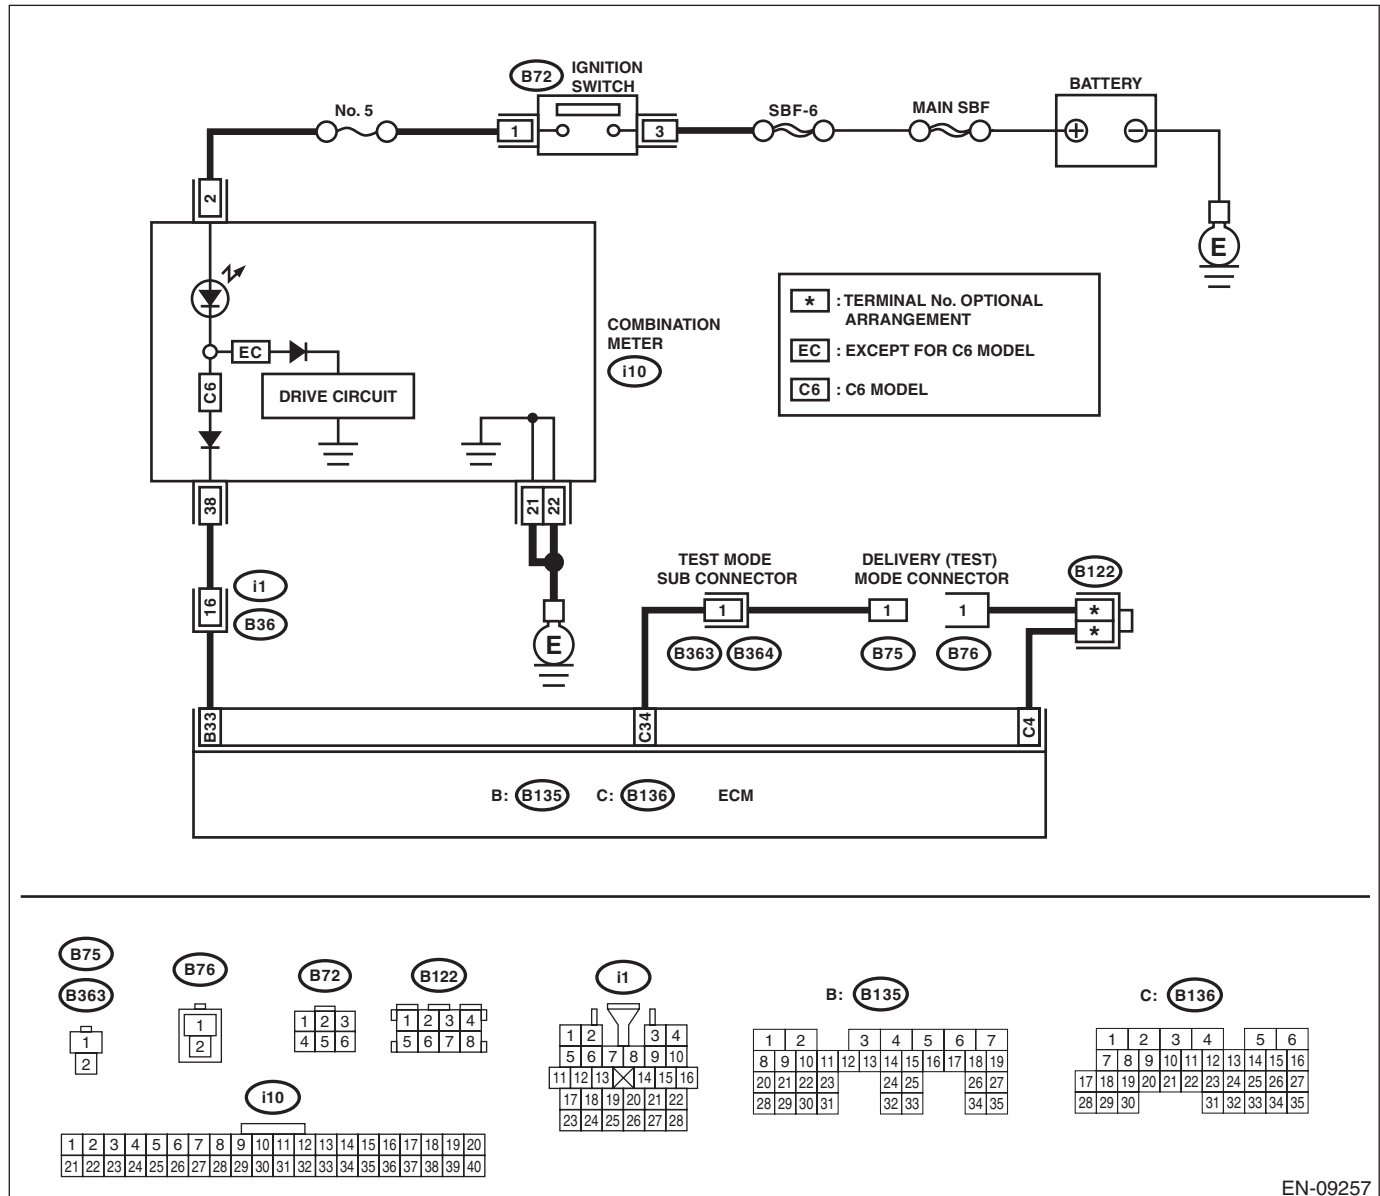 B72
IGNITION
SWITCH
BATTERY
No. 5
SBF-6
MAIN SBF
1
3
2
E
* : TERMINAL No. OPTIONAL
ARRANGEMENT
EC : EXCEPT FOR C6 MODEL
C6 : C6 MODEL
COMBINATION
METER
i10
EC
C6
DRIVE CIRCUIT
38
21 22
16
i1
B36
E
TEST MODE
SUB CONNECTOR
DELIVERY (TEST)
MODE CONNECTOR
B122
1
1
1
*
*
B363
B364
B75
B76
B33
C34
C4
B: B135 C: B136 ECM
B75
B363
1
2
B76
1
2
B72
1 2 3
4 5 6
B122
1 2 3 4
5 6 7 8
i1
1 2 3 4
5 6 7 8 9 10
11 12 13 14 15 16
17 18 19 20 21 22
23 24 25 26 27 28
B: B135
1 2 3 4 5 6 7
8 9 10 11 12 13 14 15 16 17 18 19
20 21 22 23 24 25 26 27
28 29 30 31 32 33 34 35
C: B136
1 2 3 4 5 6
7 8 9 10 11 12 13 14 15 16
17 18 19 20 21 22 23 24 25 26 27
28 29 30 31 32 33 34 35
i10
1 2 3 4 5 6 7 8 9 10 11 12 13 14 15 16 17 18 19 20
21 22 23 24 25 26 27 28 29 30 31 32 33 34 35 36 37 38 39 40
EN-09257